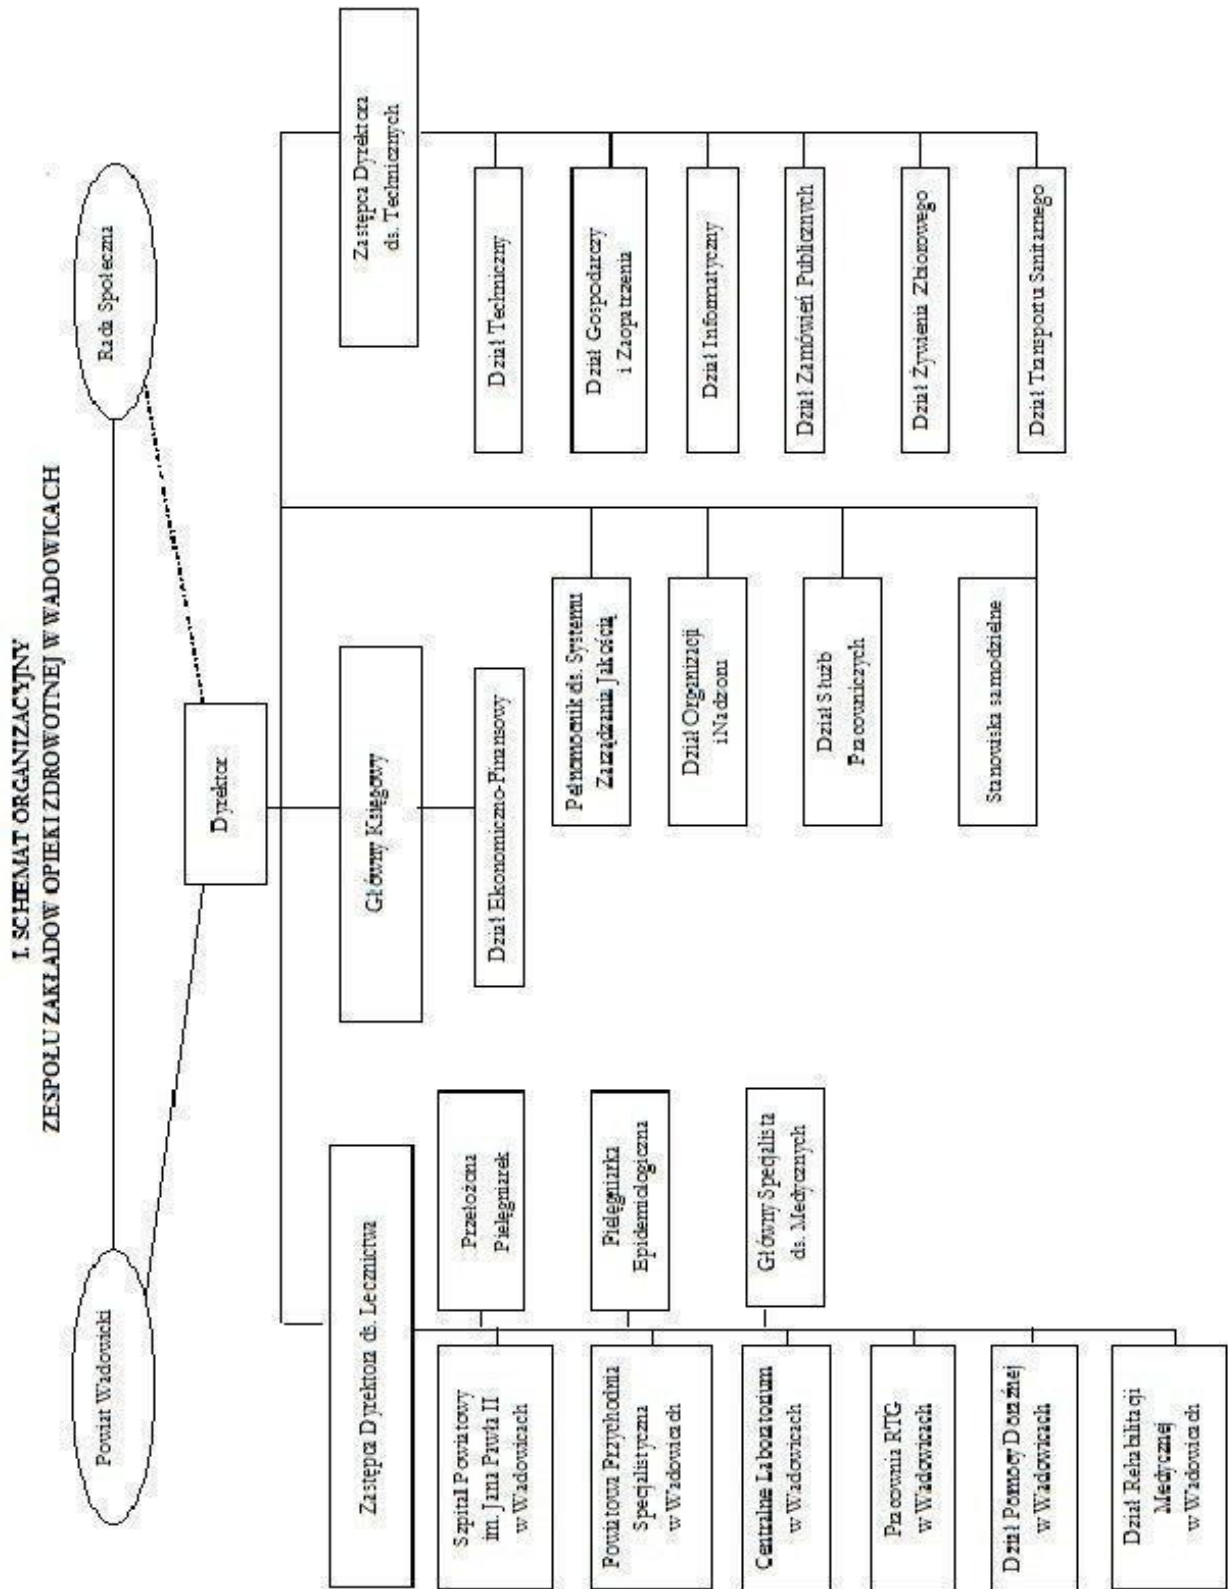 I. SCHEMAT ORGANIZACYJNY
ZESPOŁU ZAKŁADÓW OPIEKI ZDROWOTNEJ W WADOWICACH
Powiat Wadowicki
Rada Społeczna
Dyrektor
Zastępca Dyrektora ds. Lecznictwa
Główny Księgowy
Zastępca Dyrektora
ds. Technicznych
Szpital Powiatowy
im. Jana Pawła II
w Wadowicach
Przełożona
Pielęgniarek
Powiatowa Przychodnia
Specjalistyczna
w Wadowicach
Pielęgniarka
Epidemiologiczna
Centralne Laboratorium
w Wadowicach
Główny Specjalista
ds. Medycznych
Pracownia RTG
w Wadowicach
Dział Pomocy Doraźnej
w Wadowicach
Dział Rehabilitacji
Medycznej
w Wadowicach
Dział Ekonomiczno-Finansowy
Pełnomocnik ds. Systemu
Zarządzania Jakością
Dział Organizacji
i Nadzoru
Dział Służb
Pracowniczych
Stanowiska samodzielne
Dział Techniczny
Dział Gospodarczy
i Zaopatrzenia
Dział Informatyczny
Dział Zamówień Publicznych
Dział Żywienia Zbiorowego
Dział Transportu Sanitarnego